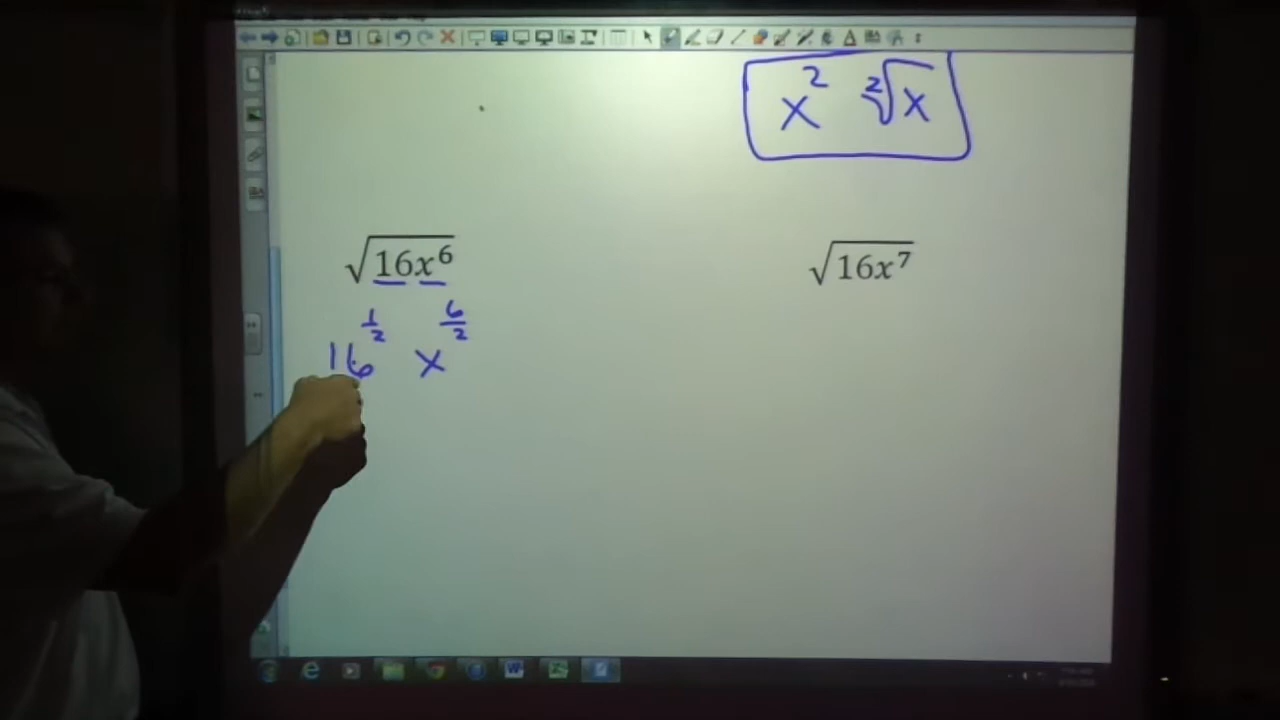 x² ²√x
√16x⁶
√16x⁷
16^(1/2) x^(6/2)